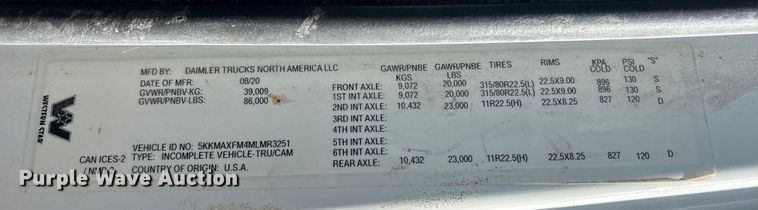 MFD BY: DAIMLER TRUCKS NORTH AMERICA LLC
DATE OF MFR: 08/20
GVWR/PNBV-KG: 39,009
GVWR/PNBV-LBS: 86,000
WESTERN STAR
VEHICLE ID NO.: 5KKMAXFM4MLMR3251
CAN ICES-2 TYPE: INCOMPLETE VEHICLE-TRU/CAM
/ NMB-2 COUNTRY OF ORIGIN: U.S.A.
GAWR/PNBE KGS GAWR/PNBE LBS TIRES RIMS KPA COLD PSI COLD "S"
FRONT AXLE: 9,072 20,000 315/80R22.5(L) 22.5X9.00 896 130 S
1ST INT AXLE: 9,072 20,000 315/80R22.5(L) 22.5X9.00 896 130 S
2ND INT AXLE: 10,432 23,000 11R22.5(H) 22.5X8.25 827 120 D
3RD INT AXLE:
4TH INT AXLE:
5TH INT AXLE:
6TH INT AXLE:
REAR AXLE: 10,432 23,000 11R22.5(H) 22.5X8.25 827 120 D
Purple Wave Auction